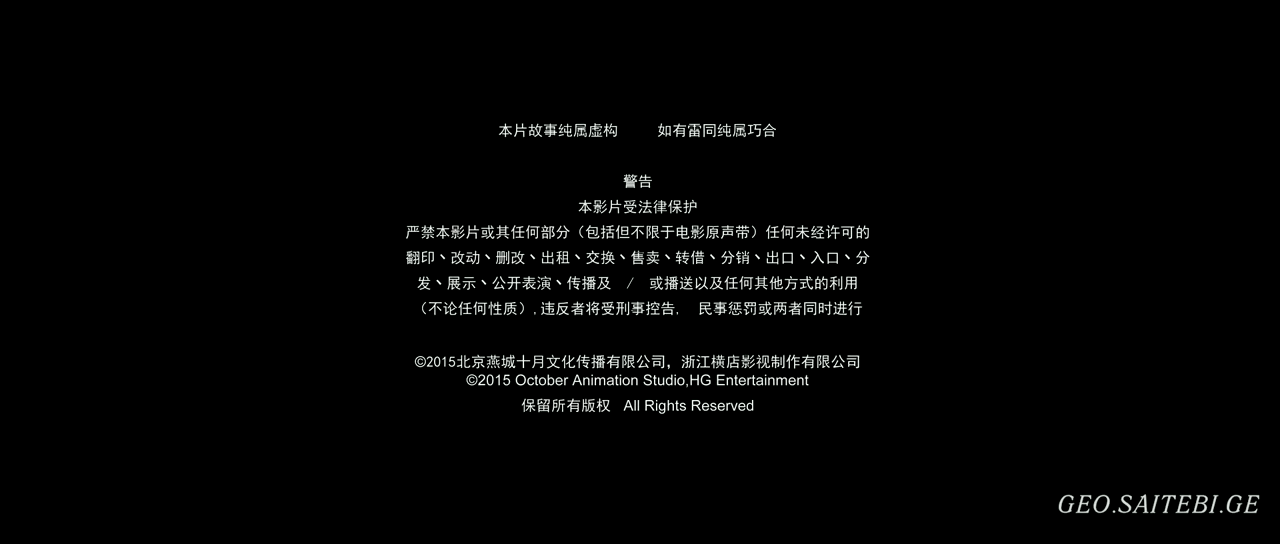 本片故事纯属虚构 如有雷同纯属巧合
警告
本影片受法律保护
严禁本影片或其任何部分（包括但不限于电影原声带）任何未经许可的
翻印、改动、删改、出租、交换、售卖、转借、分销、出口、入口、分
发、展示、公开表演、传播及 / 或播送以及任何其他方式的利用
（不论任何性质）, 违反者将受刑事控告, 民事惩罚或两者同时进行
©2015北京燕城十月文化传播有限公司，浙江横店影视制作有限公司
©2015 October Animation Studio,HG Entertainment
保留所有版权 All Rights Reserved
GEO.SAITEBI.GE